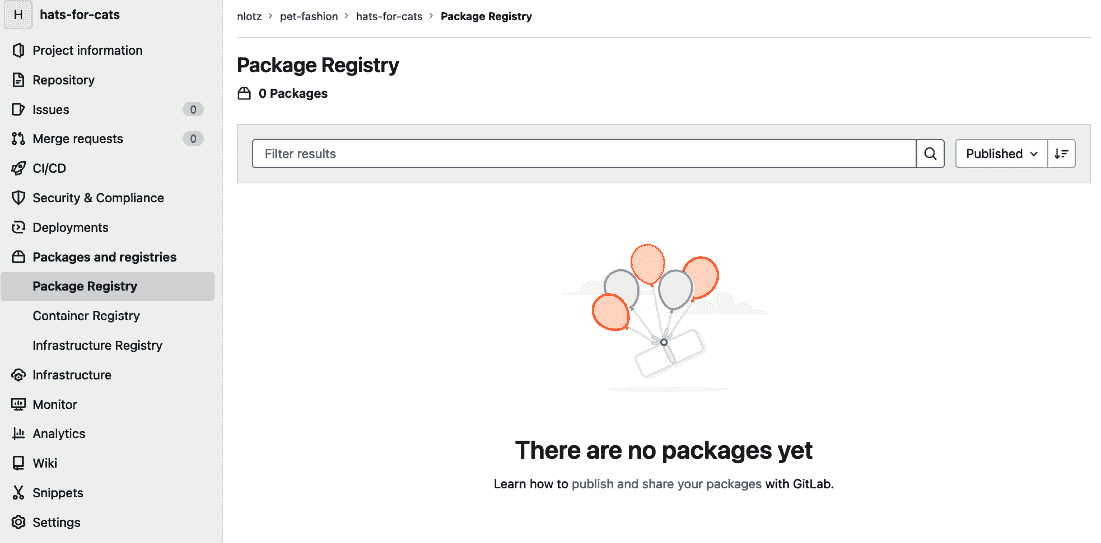 H hats-for-cats
Project information
Repository
Issues 0
Merge requests 0
CI/CD
Security & Compliance
Deployments
Packages and registries
Package Registry
Container Registry
Infrastructure Registry
Infrastructure
Monitor
Analytics
Wiki
Snippets
Settings
nlotz > pet-fashion > hats-for-cats > Package Registry
Package Registry
0 Packages
Filter results
Published
There are no packages yet
Learn how to publish and share your packages with GitLab.